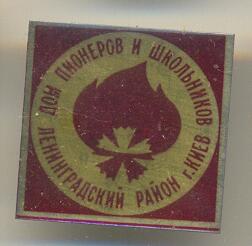 ДОМ ПИОНЕРОВ И ШКОЛЬНИКОВ
ЛЕНИНГРАДСКИЙ РАЙОН Г.КИЕВ